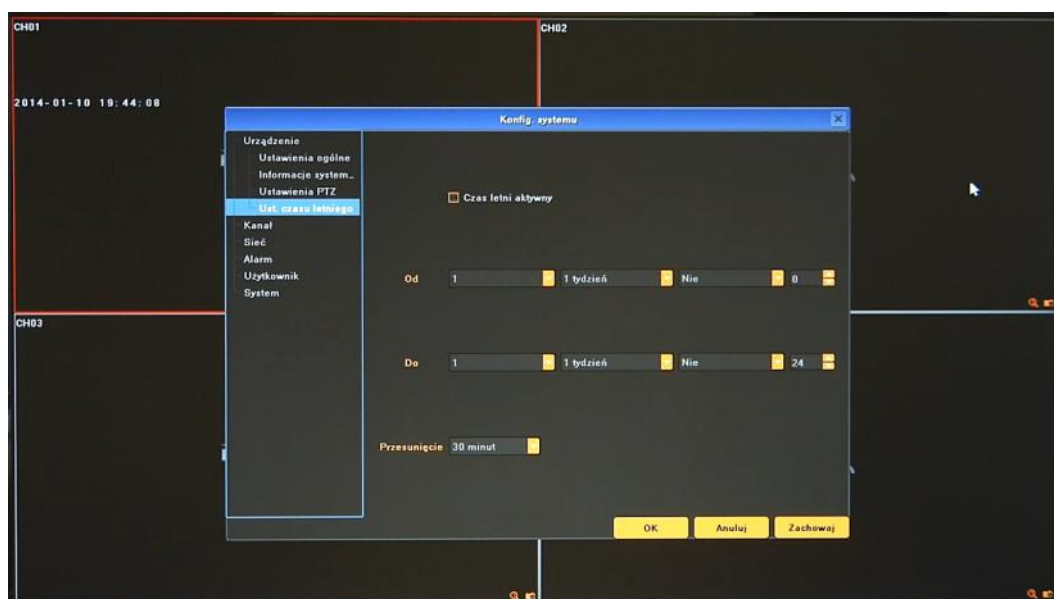 CH01
CH02
2014-01-10 19:44:08
Konfig. systemu
Urządzenie
Ustawienia ogólne
Informacje system..
Ustawienia PTZ
Ust. czasu letniego
Kanał
Sieć
Alarm
Użytkownik
System
Czas letni aktywny
Od 1 1 tydzień Nie 0
CH03
Do 1 1 tydzień Nie 24
Przesunięcie 30 minut
OK Anuluj Zachowaj